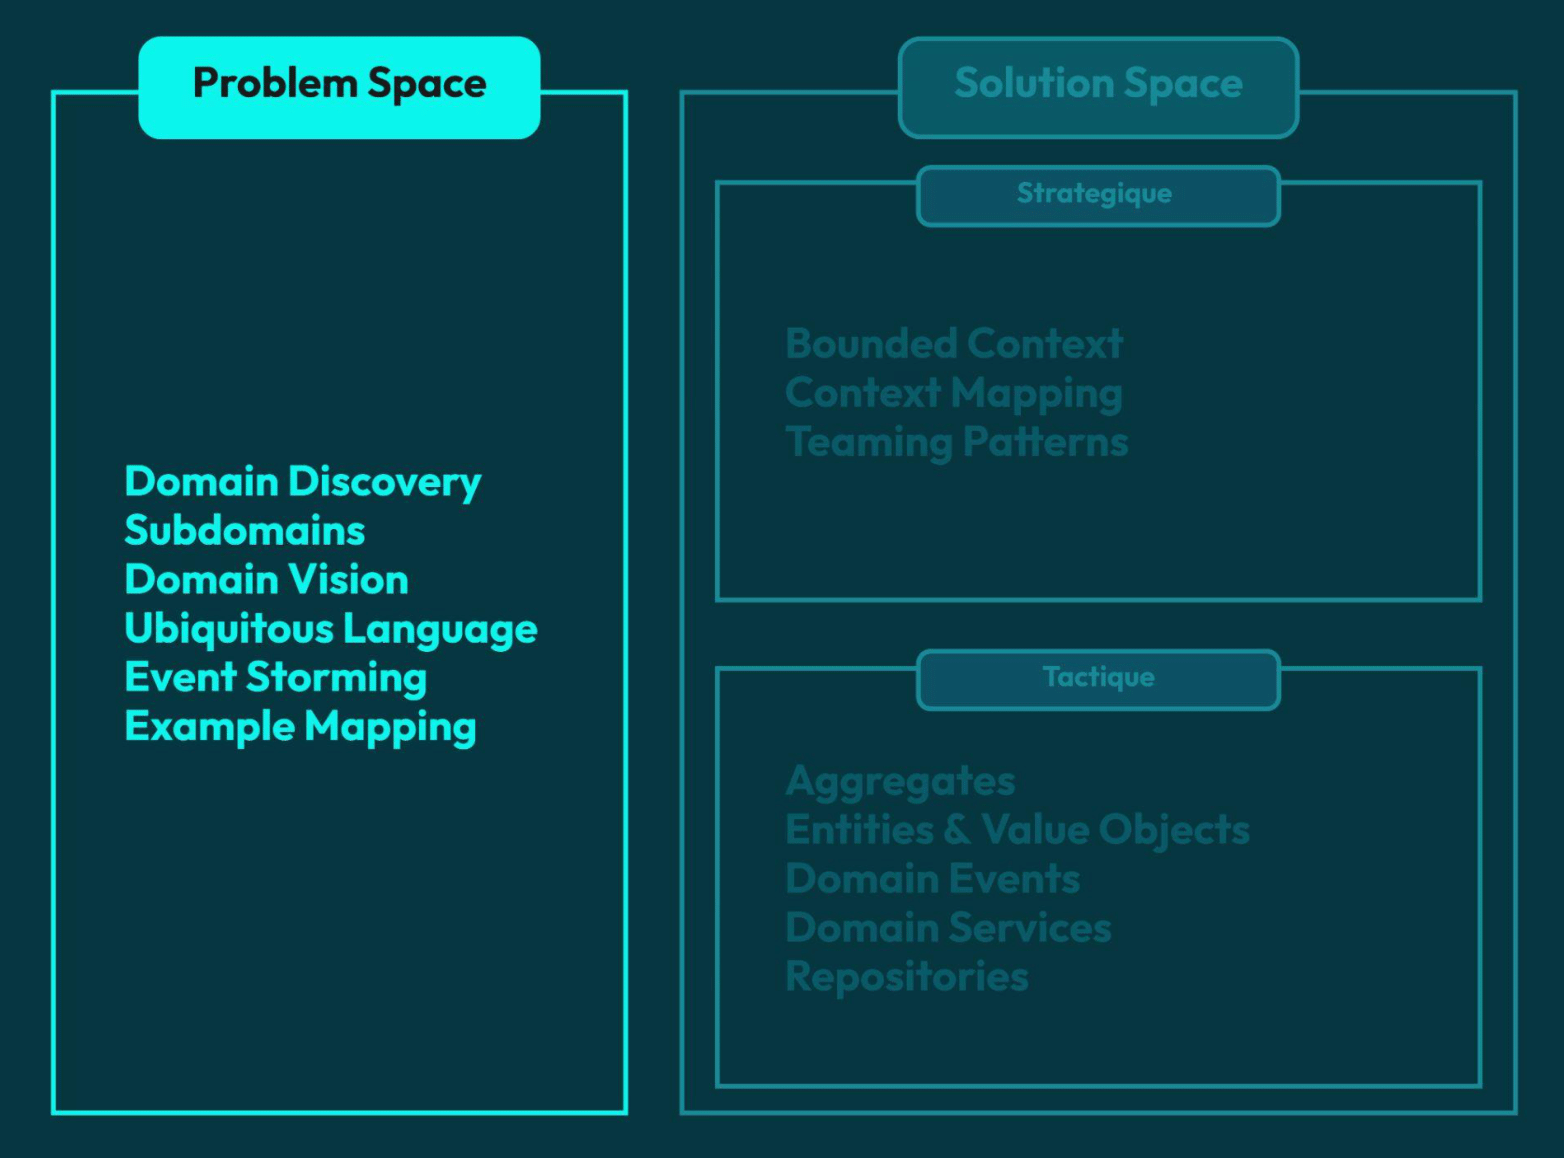 Problem Space
Domain Discovery
Subdomains
Domain Vision
Ubiquitous Language
Event Storming
Example Mapping
Solution Space
Strategique
Bounded Context
Context Mapping
Teaming Patterns
Tactique
Aggregates
Entities & Value Objects
Domain Events
Domain Services
Repositories